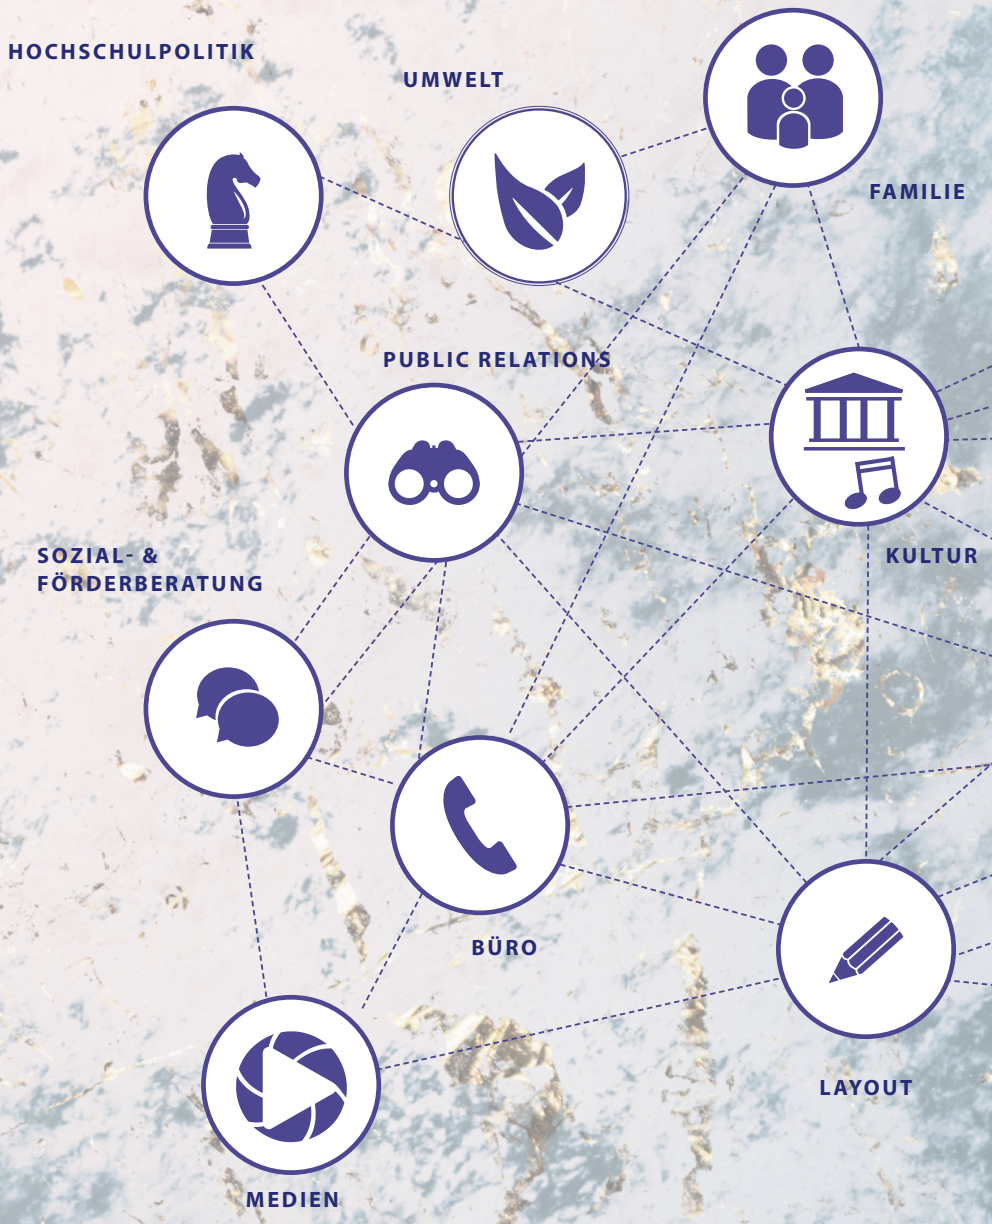 HOCHSCHULPOLITIK
UMWELT
FAMILIE
PUBLIC RELATIONS
SOZIAL- &
FÖRDERBERATUNG
KULTUR
BÜRO
LAYOUT
MEDIEN